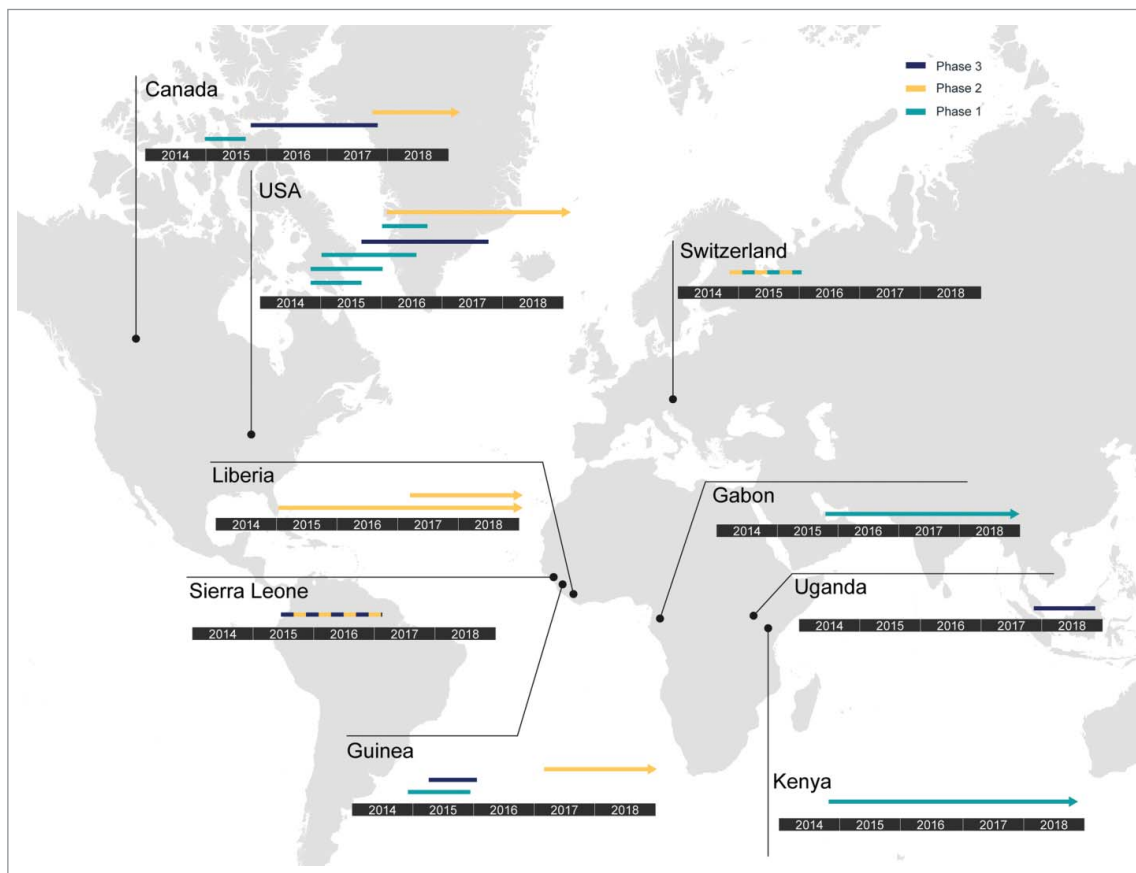 Phase 3
Phase 2
Phase 1
Canada
2014 2015 2016 2017 2018
USA
2014 2015 2016 2017 2018
Switzerland
2014 2015 2016 2017 2018
Liberia
2014 2015 2016 2017 2018
Gabon
2014 2015 2016 2017 2018
Sierra Leone
2014 2015 2016 2017 2018
Uganda
2014 2015 2016 2017 2018
Guinea
2014 2015 2016 2017 2018
Kenya
2014 2015 2016 2017 2018